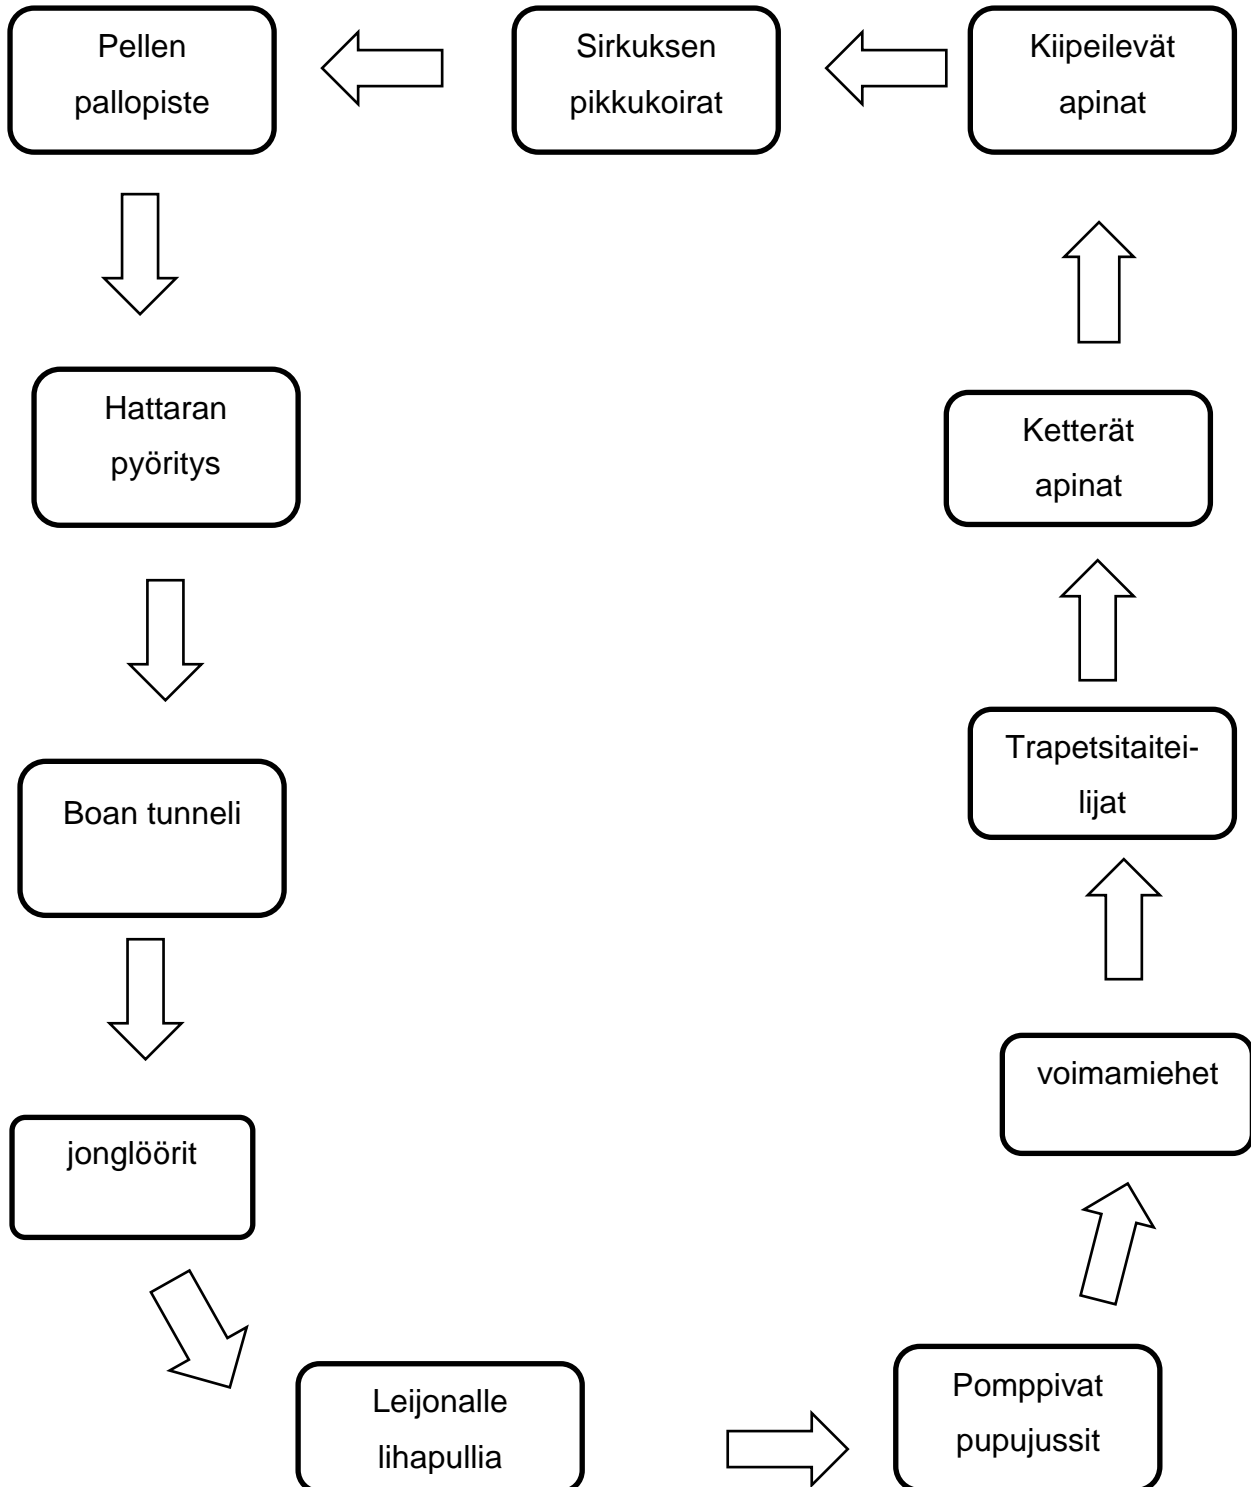 Pellen
pallopiste
Sirkuksen
pikkukoirat
Kiipeilevät
apinat
Hattaran
pyöritys
Ketterät
apinat
Boan tunneli
Trapetsitaitei-
lijat
jonglöörit
voimamiehet
Leijonalle
lihapullia
Pomppivat
pupujussit